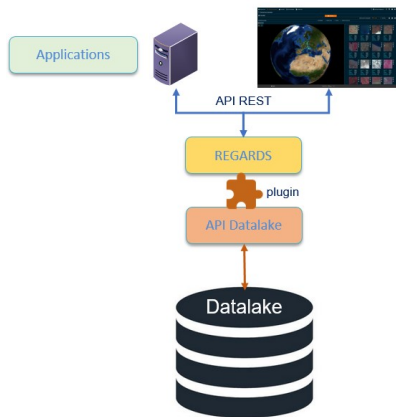 Applications
API REST
REGARDS
plugin
API Datalake
Datalake